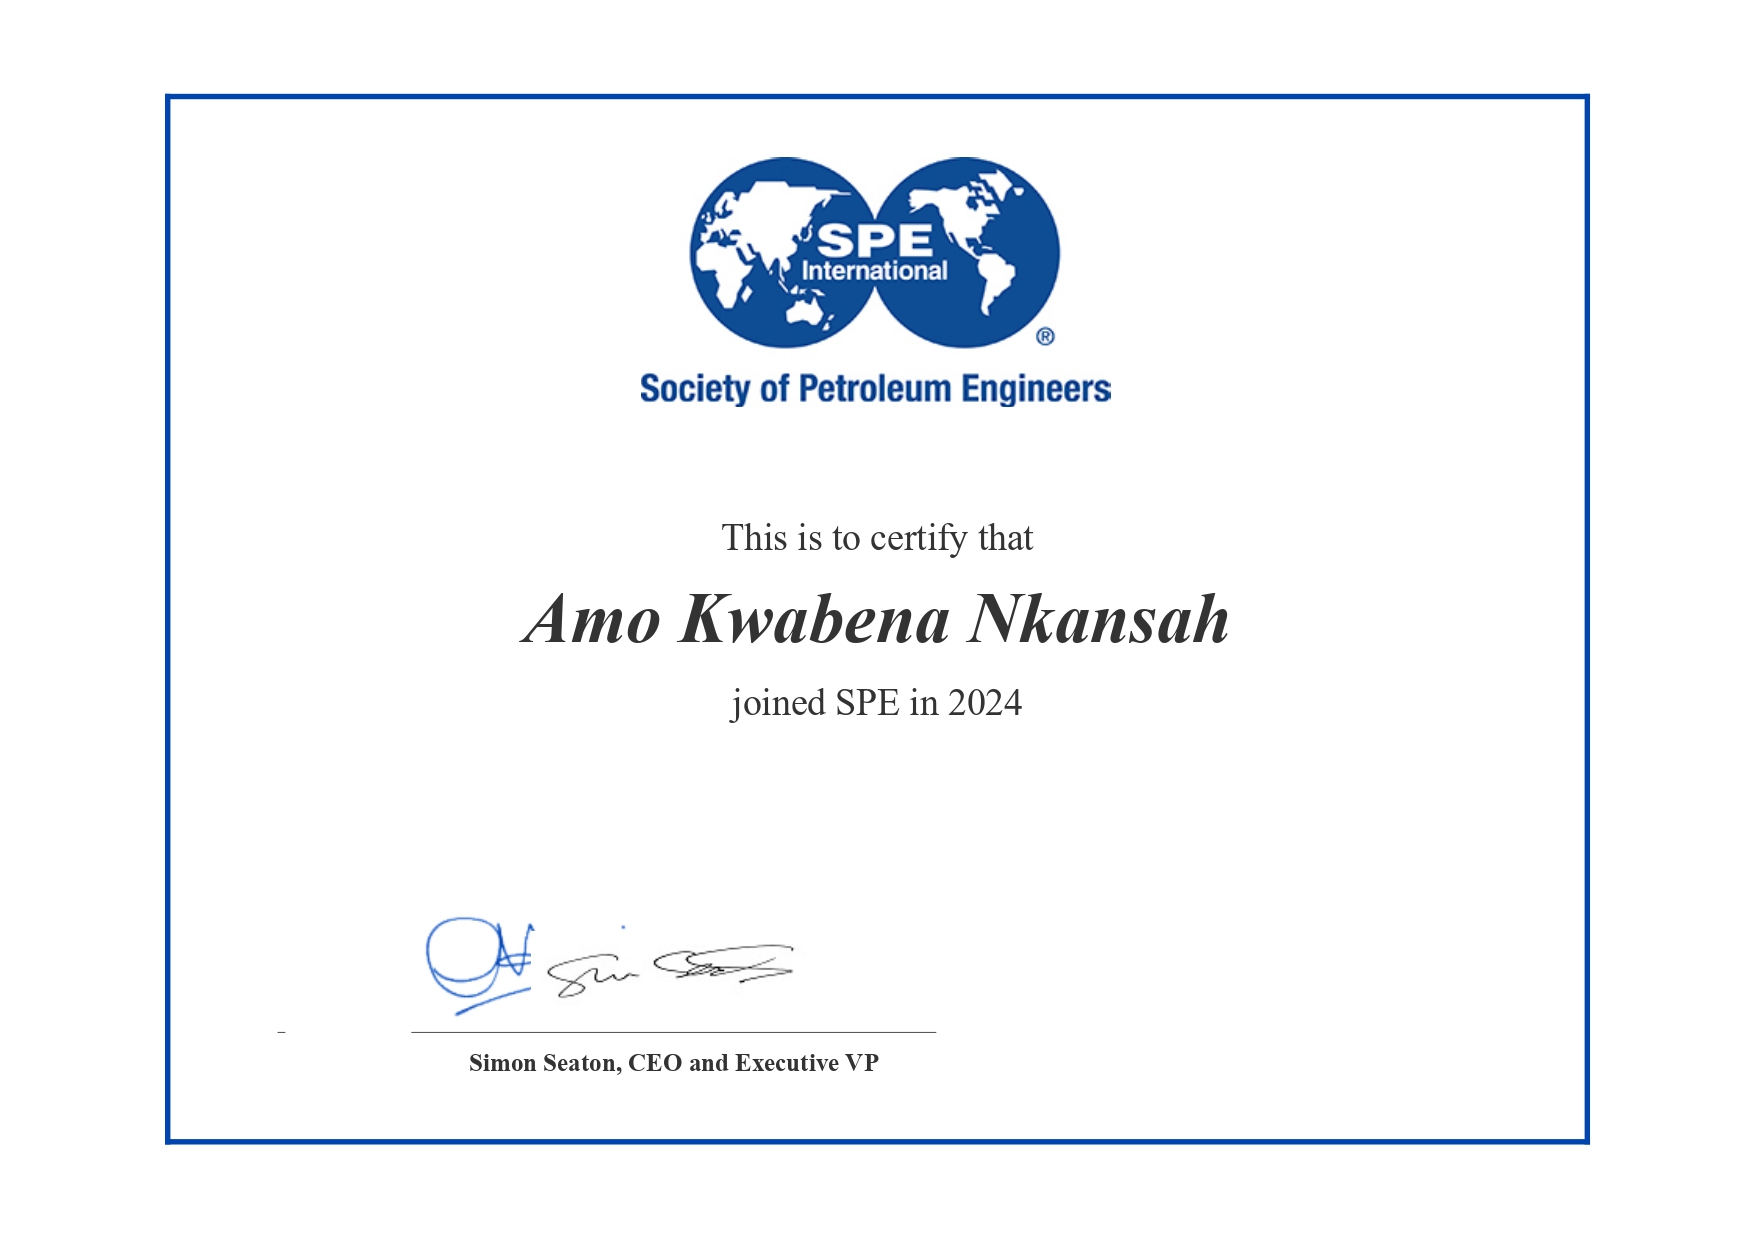 SPE
International
®
Society of Petroleum Engineers
This is to certify that
Amo Kwabena Nkansah
joined SPE in 2024
Simon Seaton, CEO and Executive VP